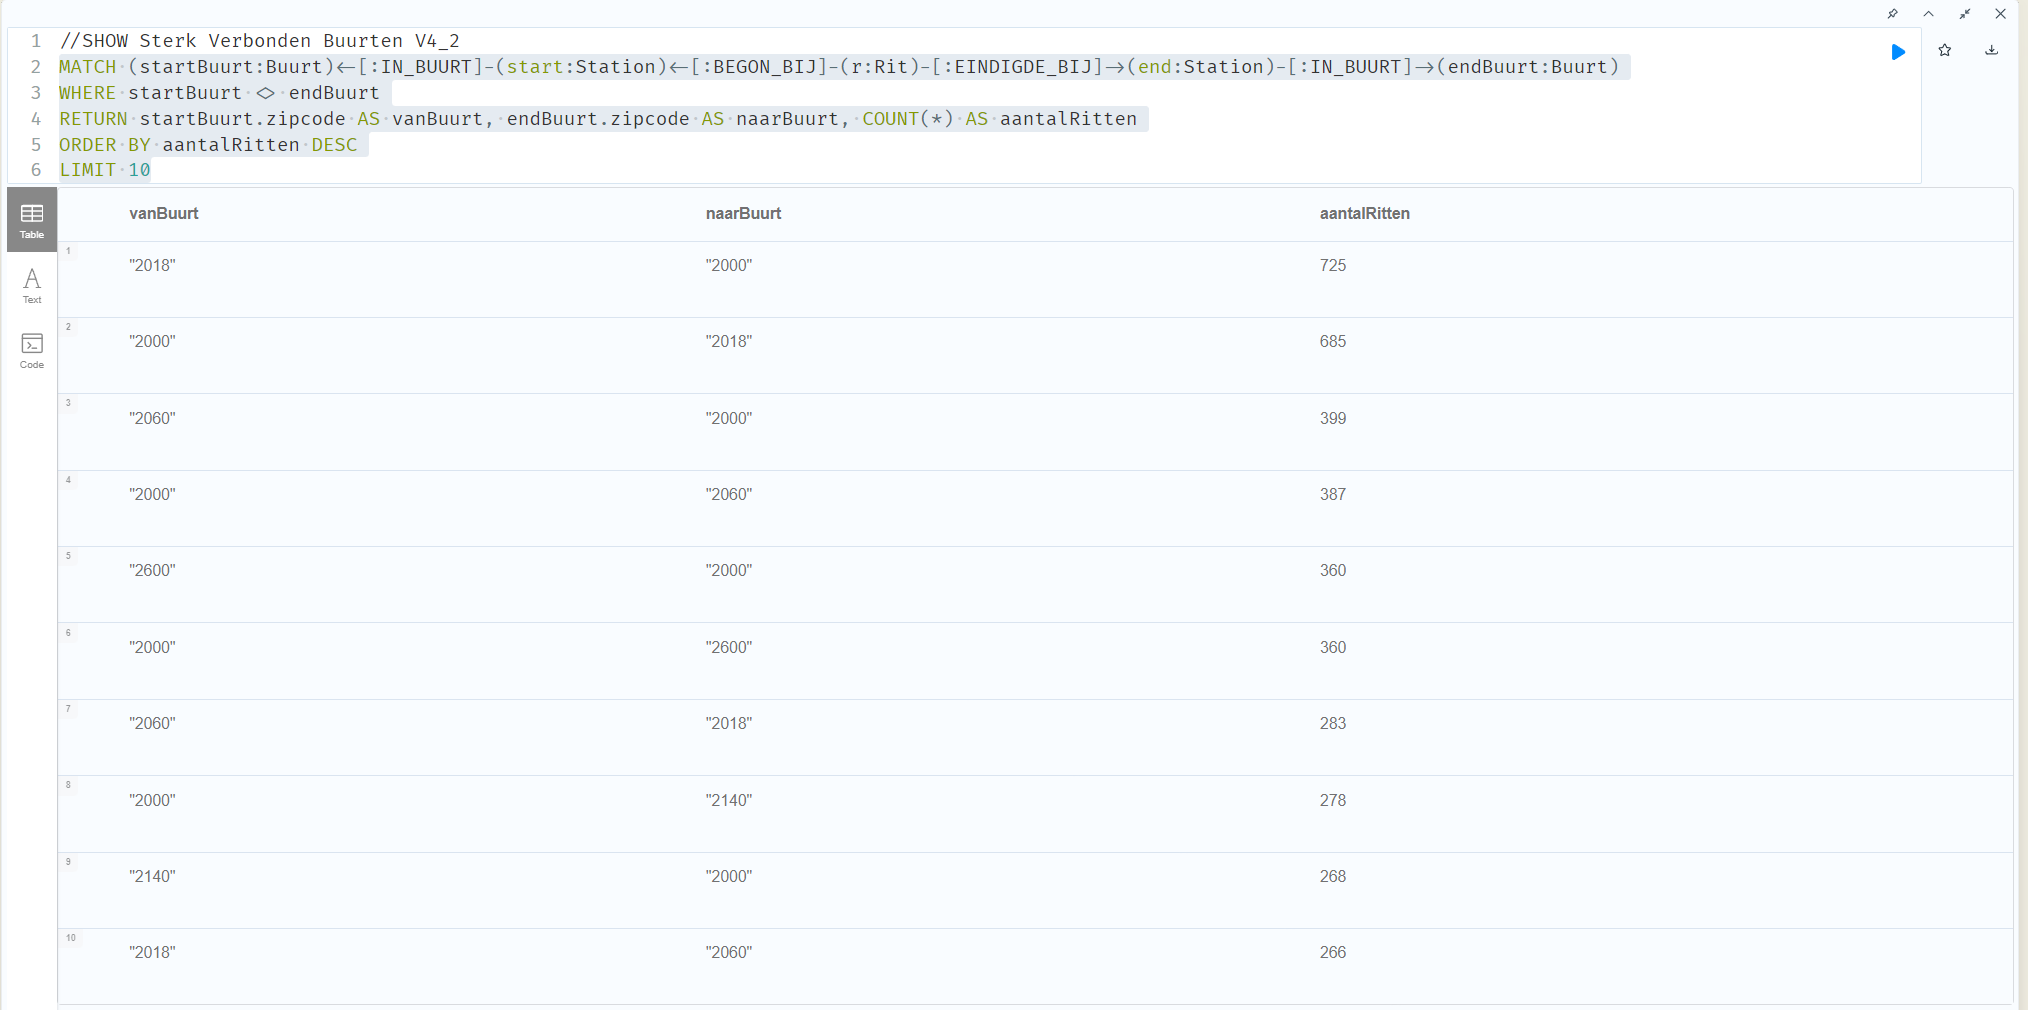 1 //SHOW Sterk Verbonden Buurten V4_2
2 MATCH (startBuurt:Buurt)<-[:IN_BUURT]-(start:Station)<-[:BEGON_BIJ]-(r:Rit)-[:EINDIGDE_BIJ]->(end:Station)-[:IN_BUURT]->(endBuurt:Buurt)
3 WHERE startBuurt <> endBuurt
4 RETURN startBuurt.zipcode AS vanBuurt, endBuurt.zipcode AS naarBuurt, COUNT(*) AS aantalRitten
5 ORDER BY aantalRitten DESC
6 LIMIT 10
Table
Text
Code
vanBuurt naarBuurt aantalRitten
1 "2018" "2000" 725
2 "2000" "2018" 685
3 "2060" "2000" 399
4 "2000" "2060" 387
5 "2600" "2000" 360
6 "2000" "2600" 360
7 "2060" "2018" 283
8 "2000" "2140" 278
9 "2140" "2000" 268
10 "2018" "2060" 266